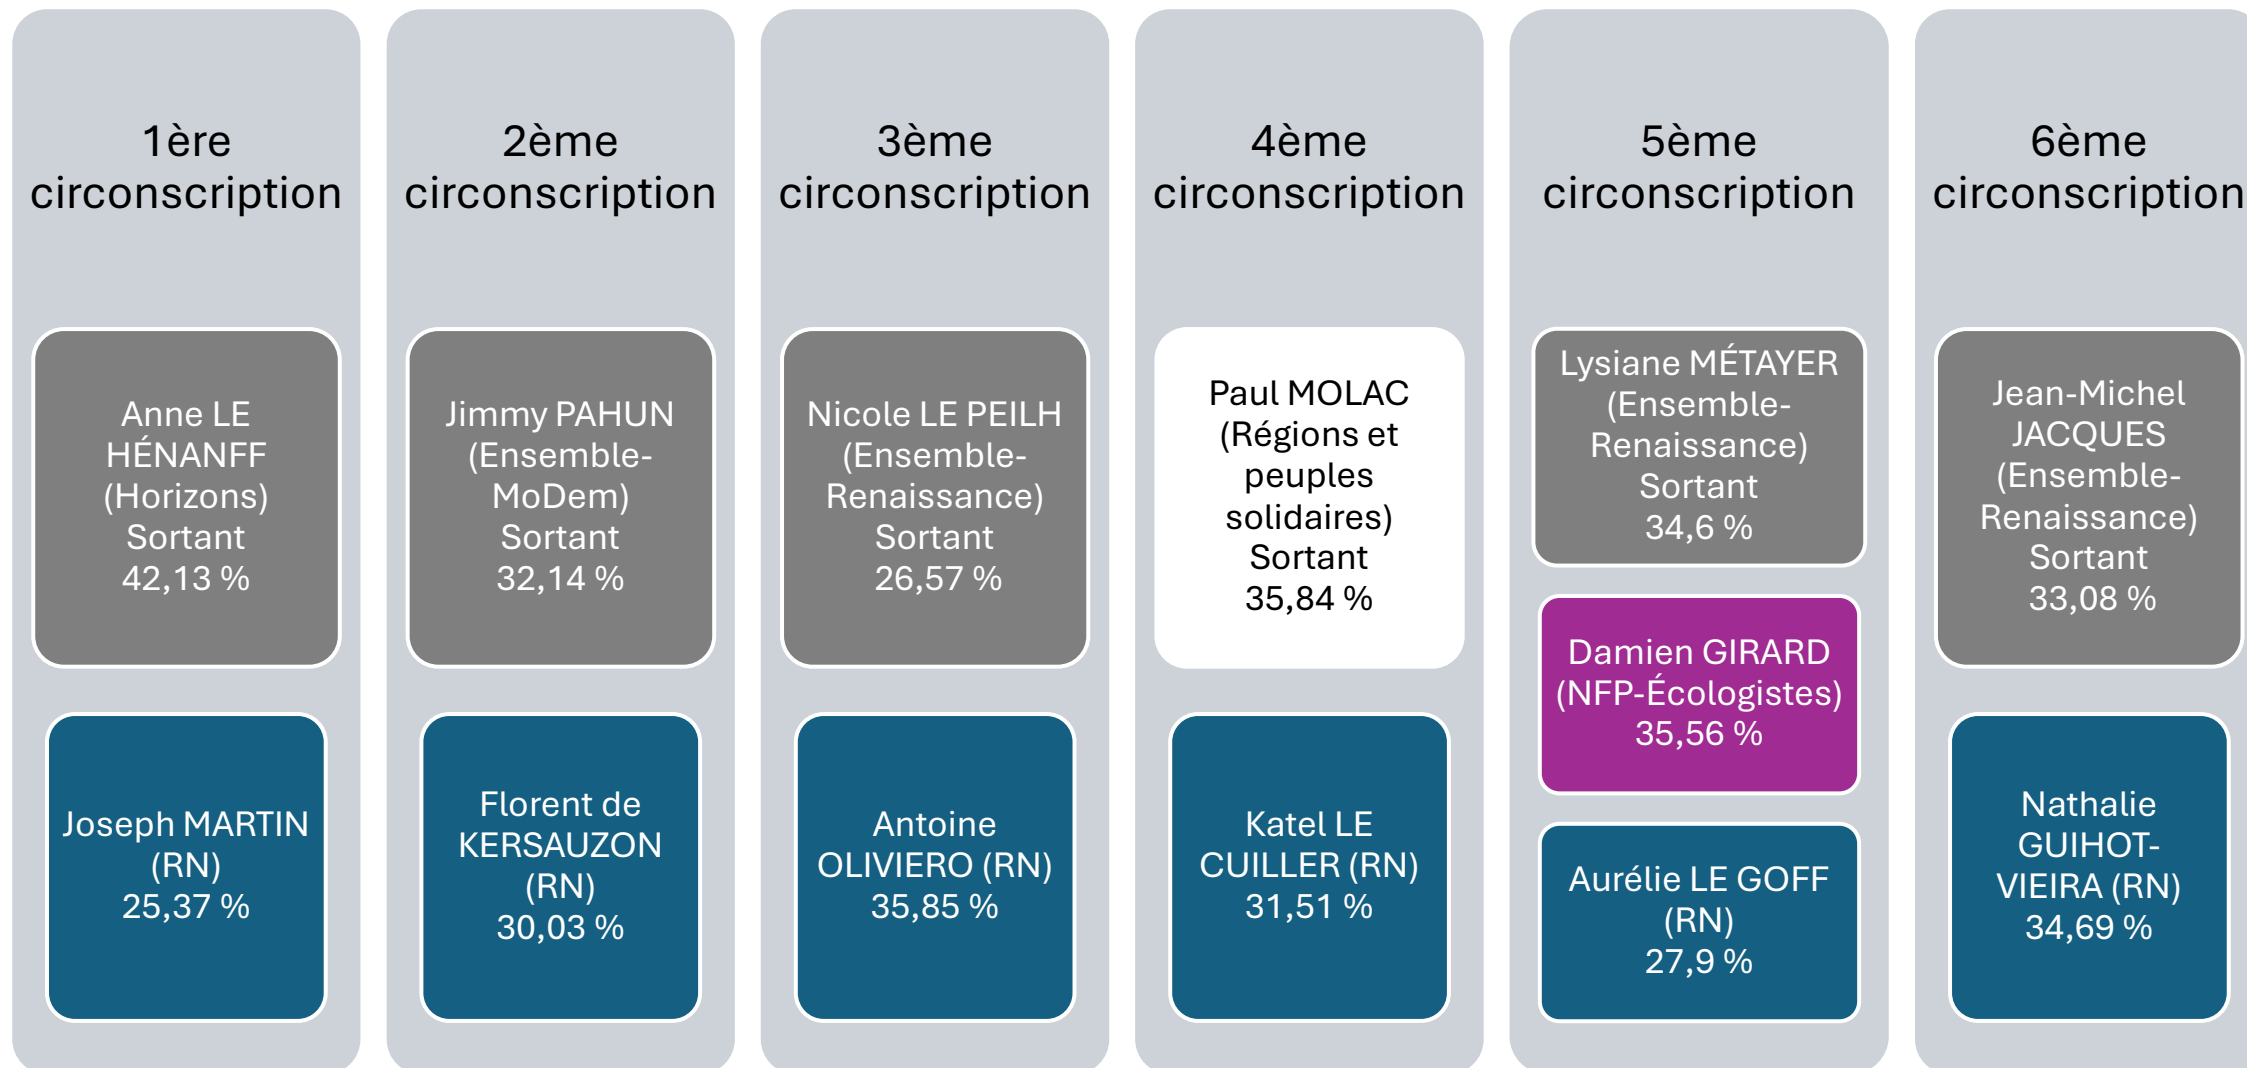 1ère
circonscription
Anne LE
HÉNANFF
(Horizons)
Sortant
42,13 %
Joseph MARTIN
(RN)
25,37 %
2ème
circonscription
Jimmy PAHUN
(Ensemble-
MoDem)
Sortant
32,14 %
Florent de
KERSAUZON
(RN)
30,03 %
3ème
circonscription
Nicole LE PEILH
(Ensemble-
Renaissance)
Sortant
26,57 %
Antoine
OLIVIERO (RN)
35,85 %
4ème
circonscription
Paul MOLAC
(Régions et
peuples
solidaires)
Sortant
35,84 %
Katel LE
CUILLER (RN)
31,51 %
5ème
circonscription
Lysiane MÉTAYER
(Ensemble-
Renaissance)
Sortant
34,6 %
Damien GIRARD
(NFP-Écologistes)
35,56 %
Aurélie LE GOFF
(RN)
27,9 %
6ème
circonscription
Jean-Michel
JACQUES
(Ensemble-
Renaissance)
Sortant
33,08 %
Nathalie
GUIHOT-
VIEIRA (RN)
34,69 %